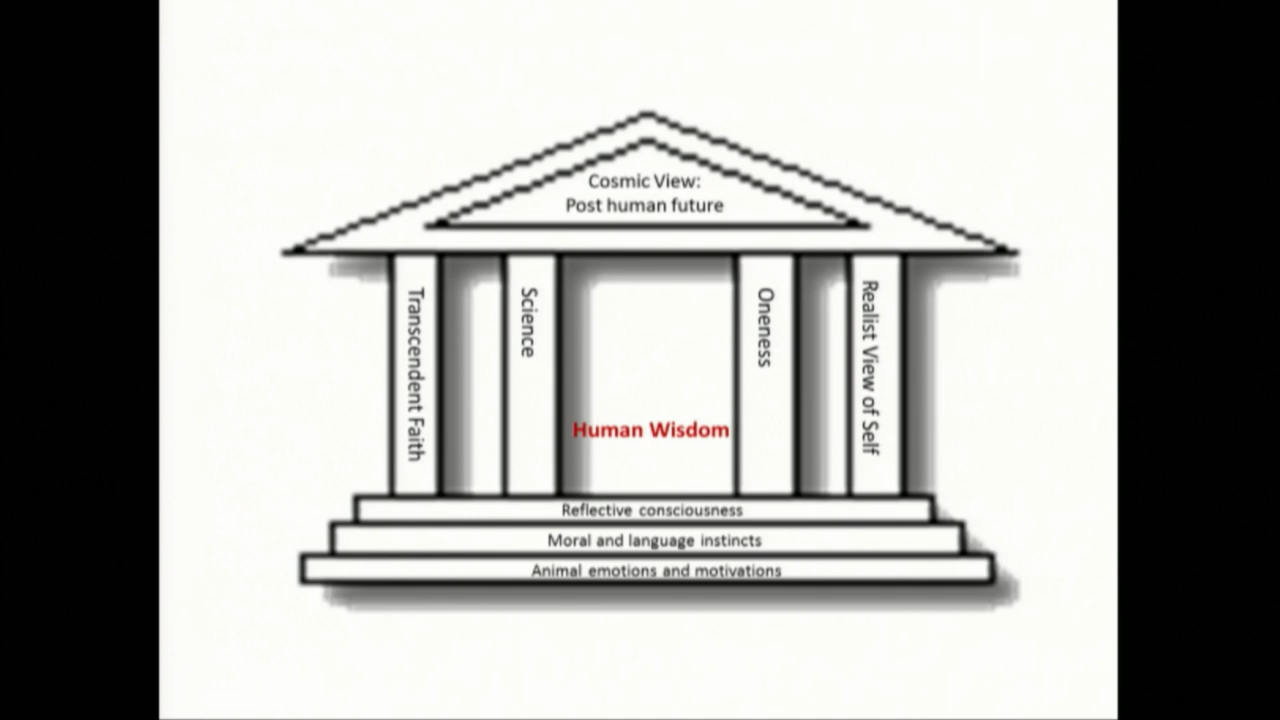 Cosmic View:
Post human future
Transcendent Faith
Science
Oneness
Realist View of Self
Human Wisdom
Reflective consciousness
Moral and language instincts
Animal emotions and motivations